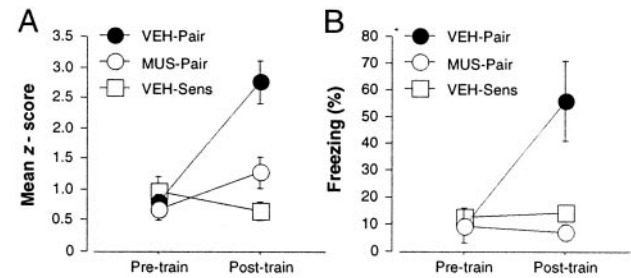 A
Mean z - score
3.5
3.0
2.5
2.0
1.5
1.0
0.5
0
VEH-Pair
MUS-Pair
VEH-Sens
Pre-train
Post-train
B
Freezing (%)
80
70
60
50
40
30
20
10
0
VEH-Pair
MUS-Pair
VEH-Sens
Pre-train
Post-train